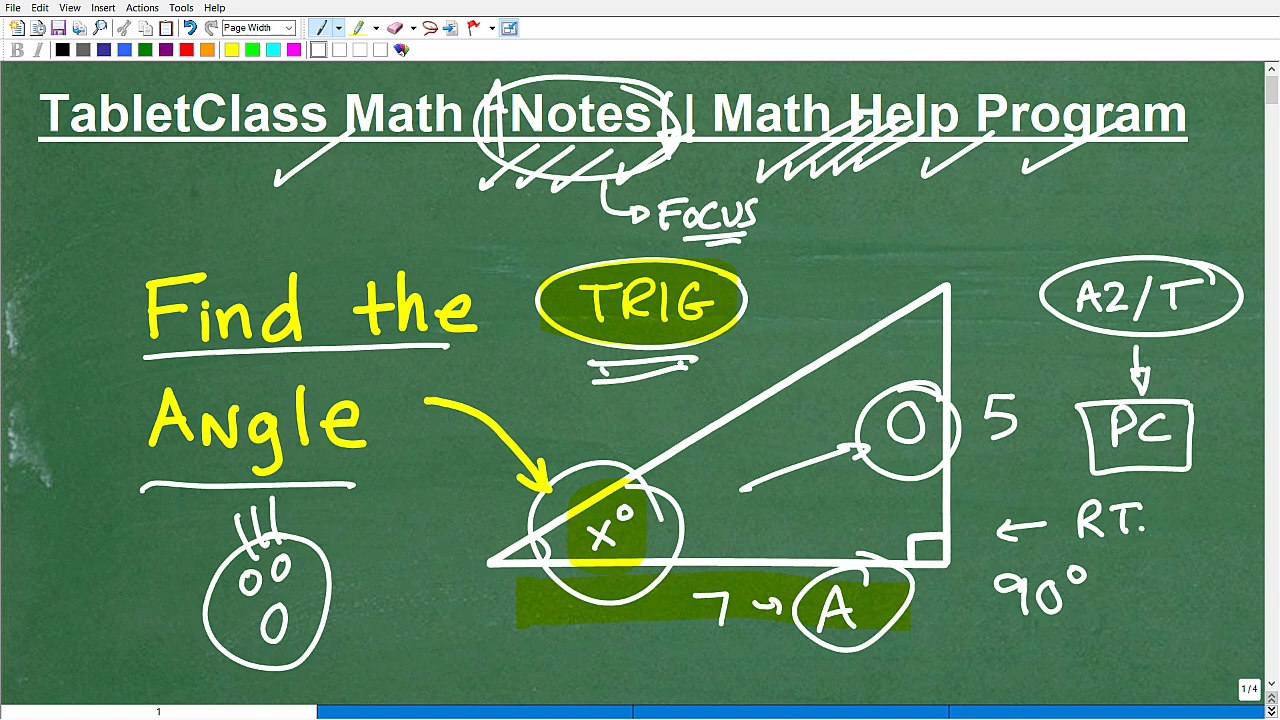 File Edit View Insert Actions Tools Help
Page Width
B I
TabletClass Math Notes | Math Help Program
FOCUS
Find the
Angle
TRIG
A2/T
PC
O 5
x°
← RT.
90°
7 → A
1/4
1